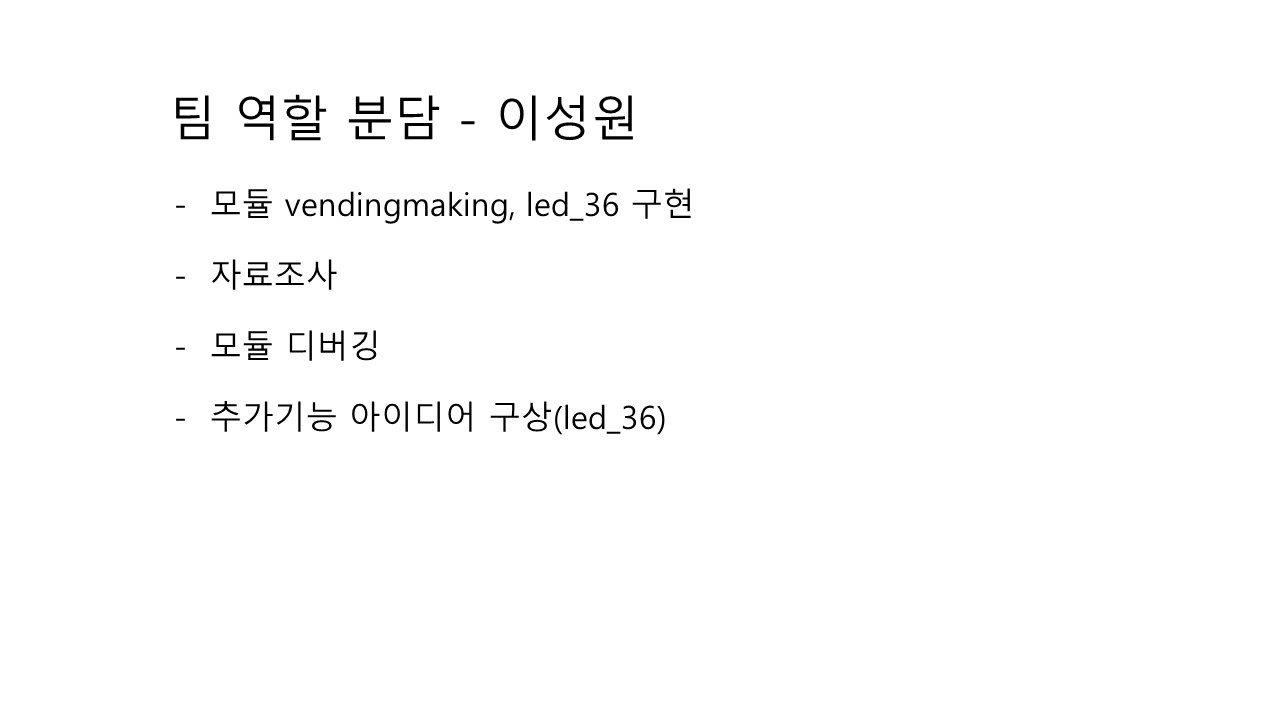 팀 역할 분담 - 이성원
- 모듈 vendingmaking, led_36 구현
- 자료조사
- 모듈 디버깅
- 추가기능 아이디어 구상(led_36)